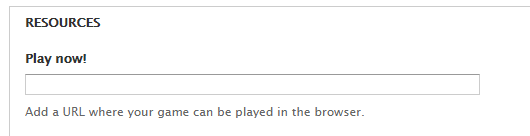 RESOURCES
Play now!
Add a URL where your game can be played in the browser.